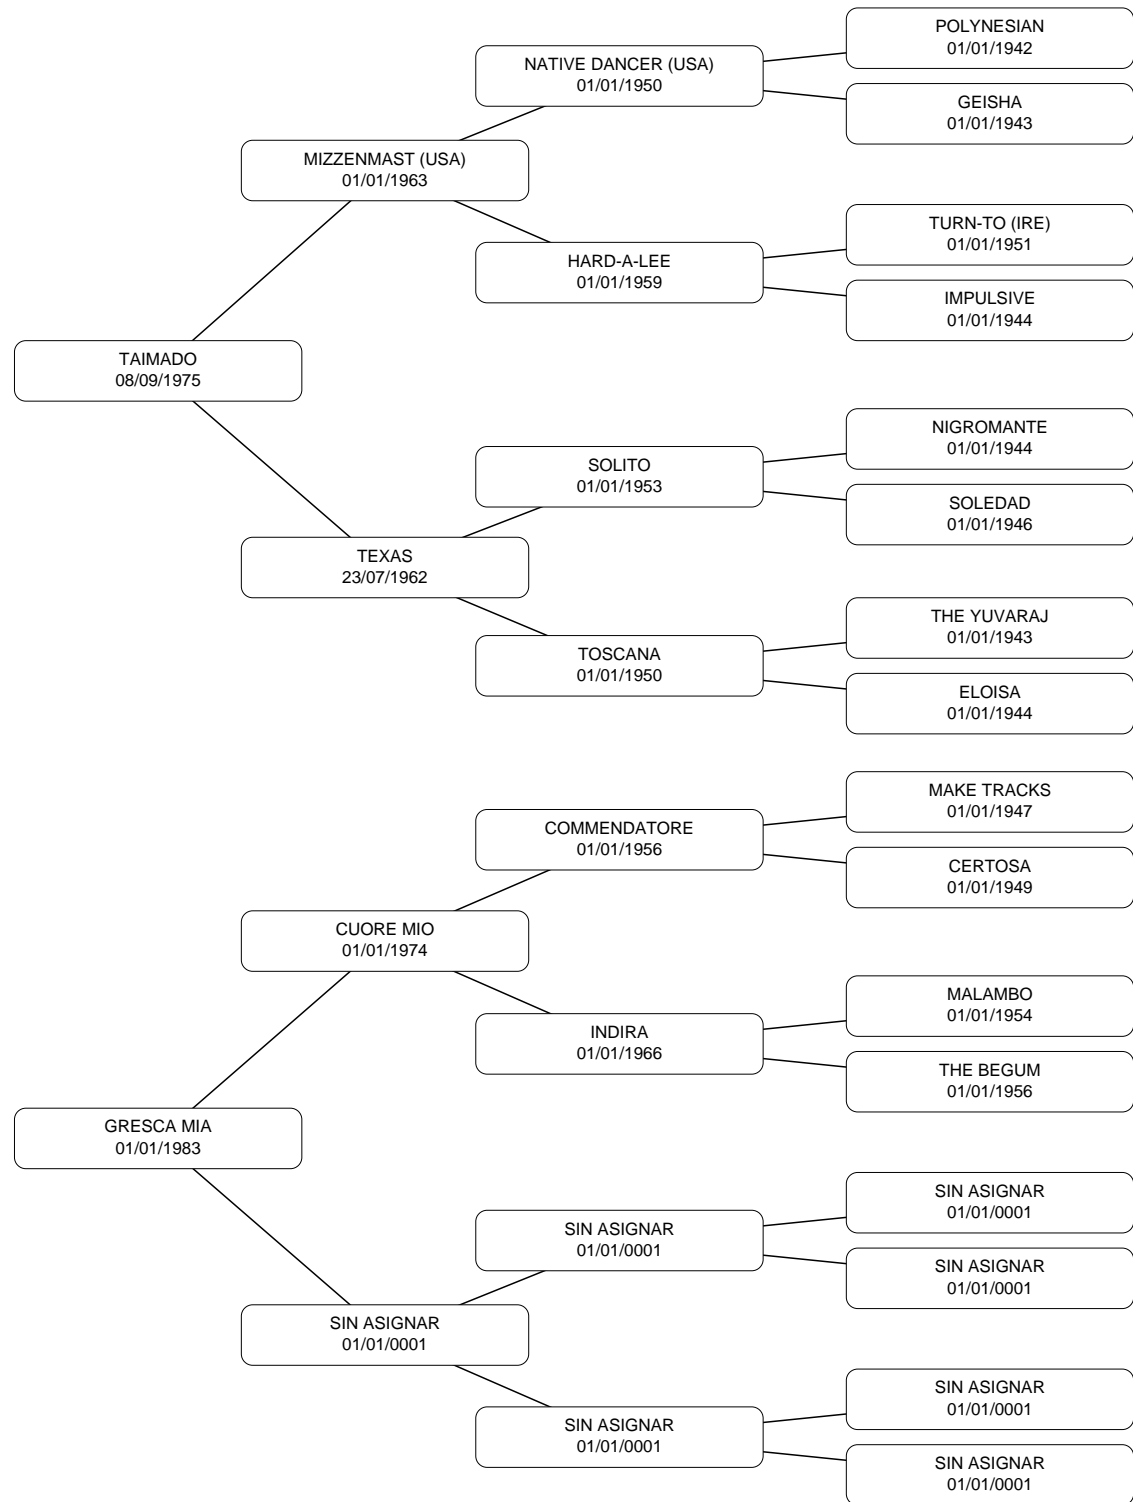 POLYNESIAN
01/01/1942
NATIVE DANCER (USA)
01/01/1950
GEISHA
01/01/1943
MIZZENMAST (USA)
01/01/1963
TURN-TO (IRE)
01/01/1951
HARD-A-LEE
01/01/1959
IMPULSIVE
01/01/1944
TAIMADO
08/09/1975
NIGROMANTE
01/01/1944
SOLITO
01/01/1953
SOLEDAD
01/01/1946
TEXAS
23/07/1962
THE YUVARAJ
01/01/1943
TOSCANA
01/01/1950
ELOISA
01/01/1944
MAKE TRACKS
01/01/1947
COMMENDATORE
01/01/1956
CERTOSA
01/01/1949
CUORE MIO
01/01/1974
MALAMBO
01/01/1954
INDIRA
01/01/1966
THE BEGUM
01/01/1956
GRESCA MIA
01/01/1983
SIN ASIGNAR
01/01/0001
SIN ASIGNAR
01/01/0001
SIN ASIGNAR
01/01/0001
SIN ASIGNAR
01/01/0001
SIN ASIGNAR
01/01/0001
SIN ASIGNAR
01/01/0001
SIN ASIGNAR
01/01/0001